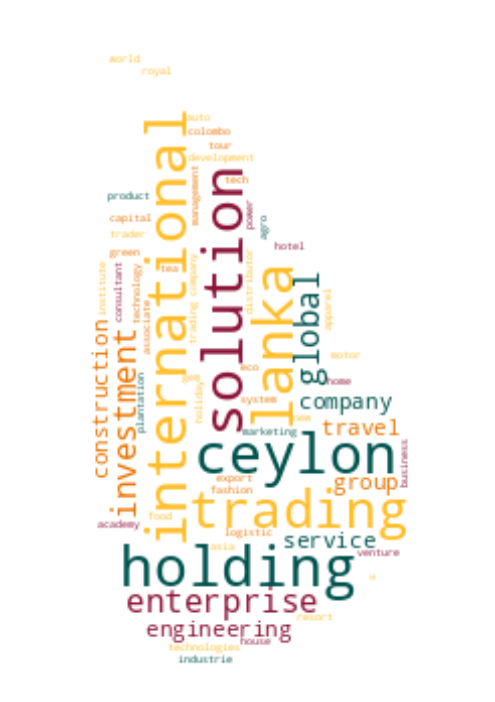 world
royal
auto
colombo
tour
development
international
solution
management
tech
product
power
capital
agro
trader
hotel
green
tea
institute
consultant
technology
trading company
distributor
lanka
global
apparel
associate
construction
investment
plantation
motor
eco
gem
home
holidays
system
company
new
travel
marketing
ceylon
business
export
group
fashion
trading
food
academy
logistic
service
asia
venture
holding
e
enterprise
resort
engineering
house
technologies
industrie